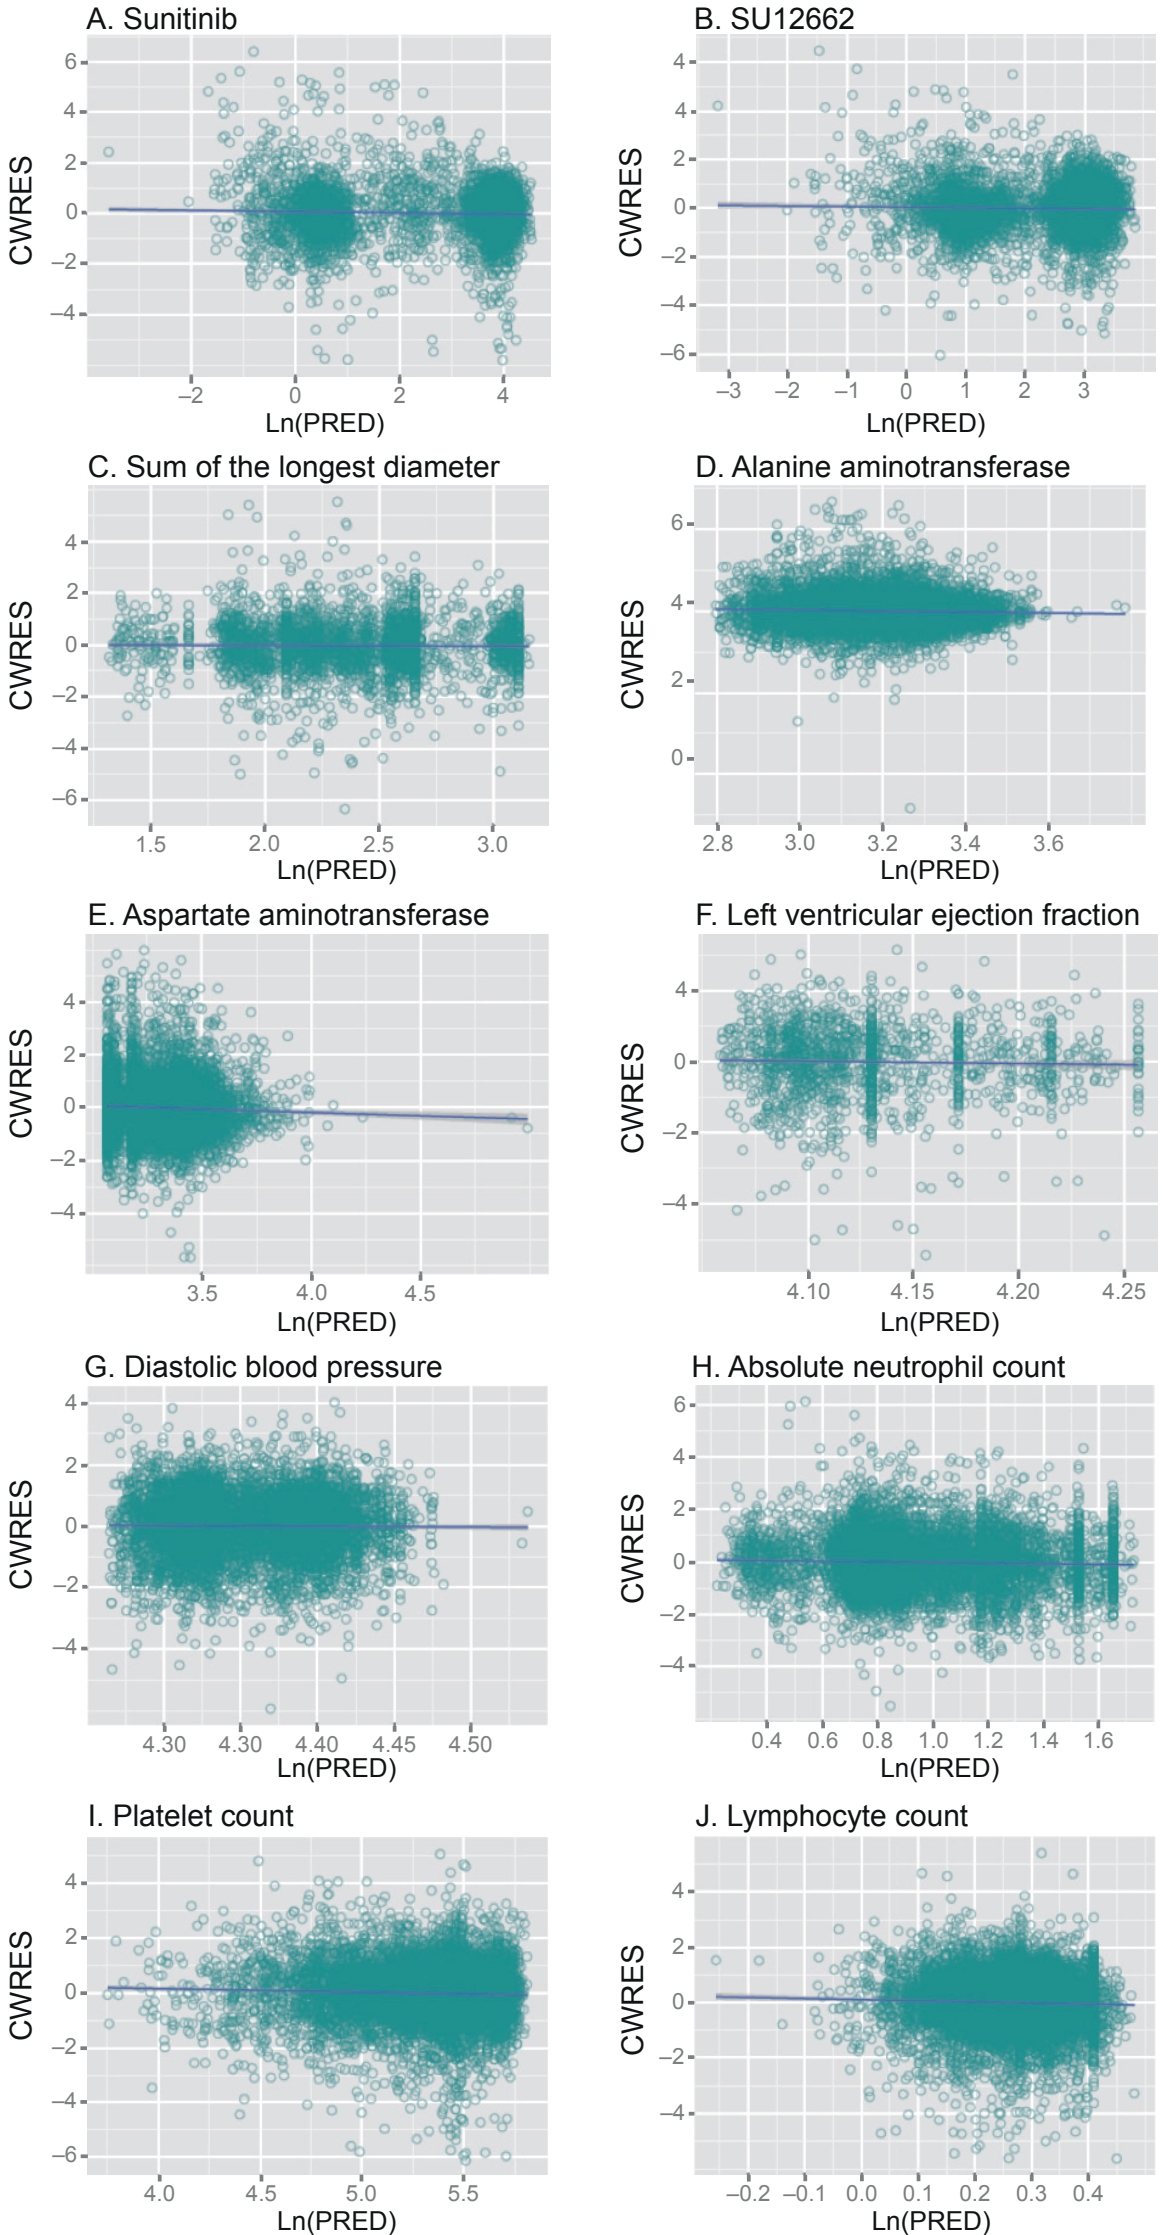 A. Sunitinib
6
4
2
0
–2
–4
CWRES
–2 0 2 4
Ln(PRED)
B. SU12662
4
4
2
0
–2
–4
–6
CWRES
–3 –2 –1 0 1 2 3
Ln(PRED)
C. Sum of the longest diameter
4
2
0
–2
–4
–6
CWRES
1.5 2.0 2.5 3.0
Ln(PRED)
D. Alanine aminotransferase
6
4
2
0
CWRES
2.8 3.0 3.2 3.4 3.6
Ln(PRED)
E. Aspartate aminotransferase
4
2
0
–2
–4
CWRES
3.5 4.0 4.5
Ln(PRED)
F. Left ventricular ejection fraction
4
0
–2
–4
CWRES
4.10 4.15 4.20 4.25
Ln(PRED)
G. Diastolic blood pressure
4
2
0
–2
–4
CWRES
4.30 4.30 4.40 4.45 4.50
Ln(PRED)
H. Absolute neutrophil count
6
4
2
0
–2
–4
CWRES
0.4 0.6 0.8 1.0 1.2 1.4 1.6
Ln(PRED)
I. Platelet count
4
2
0
–2
–4
–6
CWRES
4.0 4.5 5.0 5.5
Ln(PRED)
J. Lymphocyte count
4
2
0
–2
–4
CWRES
–0.2 –0.1 0.0 0.1 0.2 0.3 0.4
Ln(PRED)